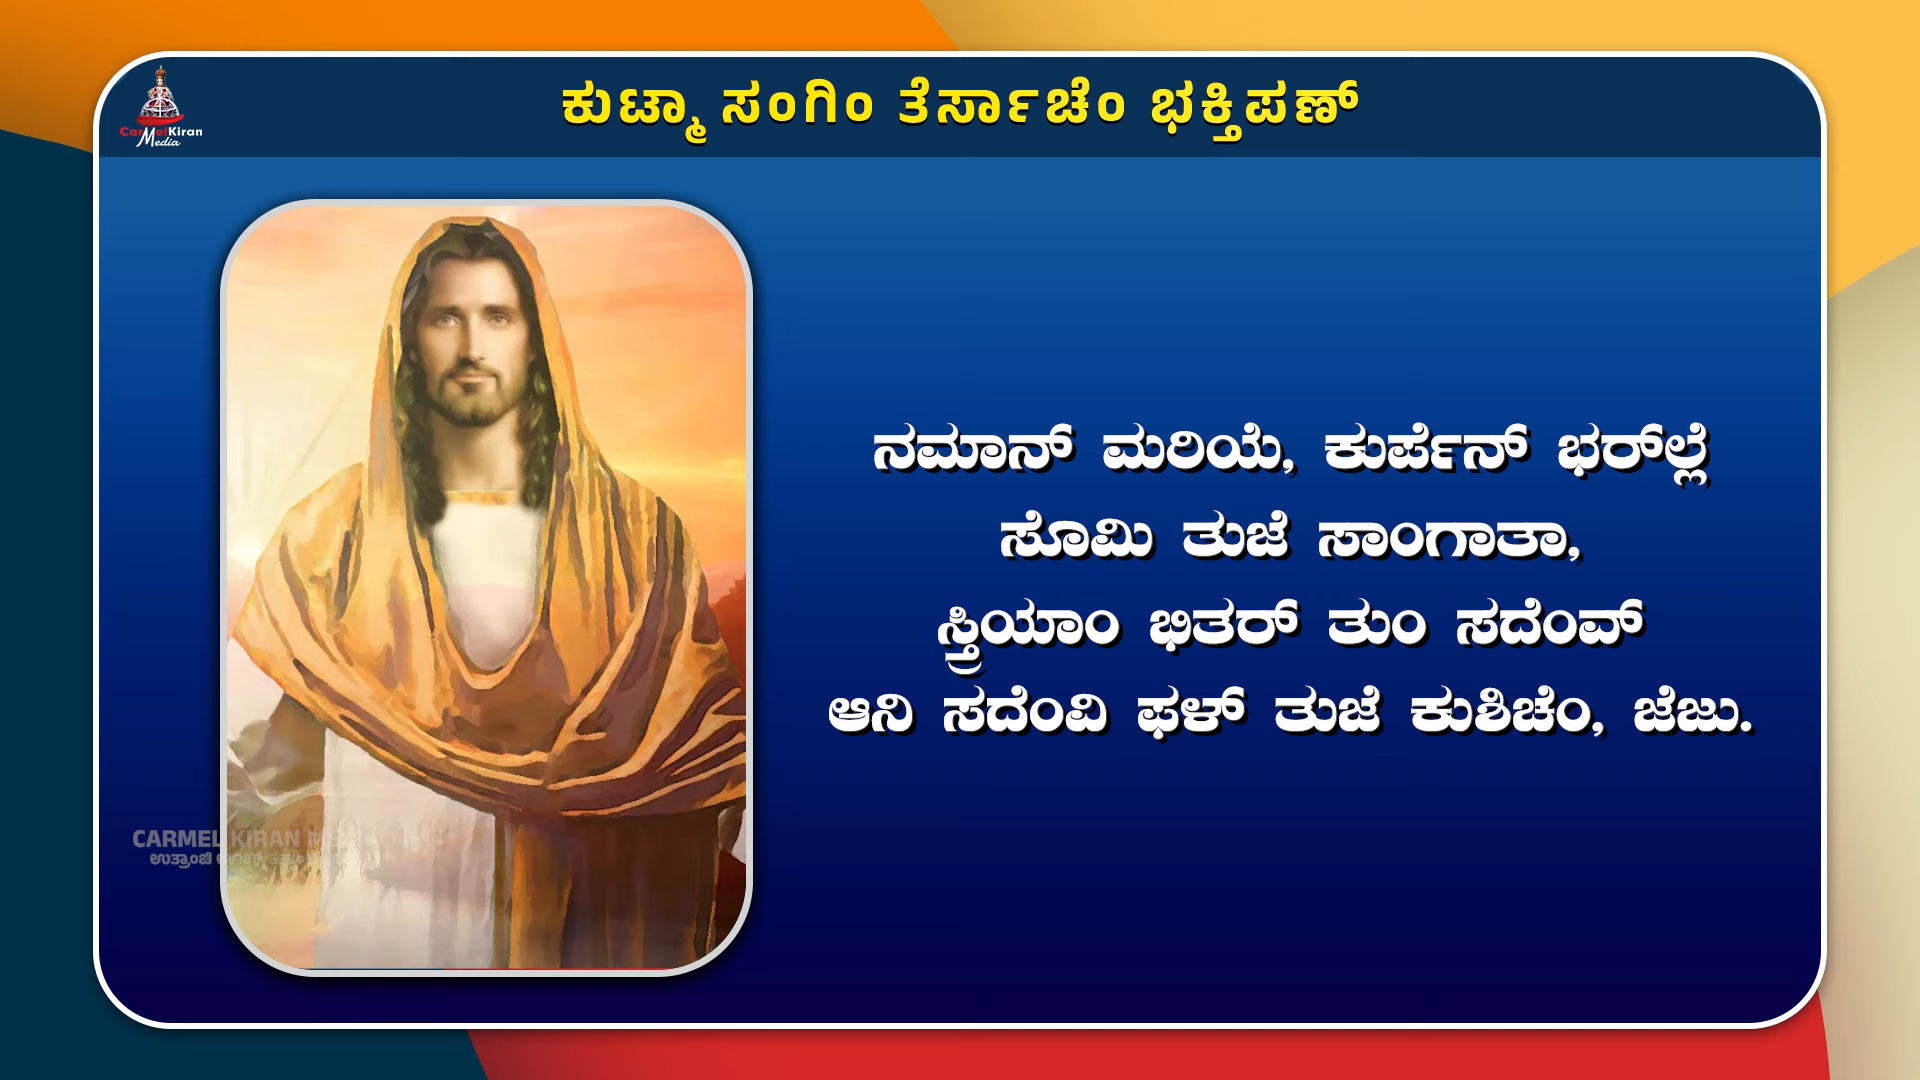 ಕುಟ್ಮಾ ಸಂಗಿಂ ತೆರ್ಸಾಚೆಂ ಭಕ್ತಿಪಣ್
CarmelKiran
Media
ನಮಾನ್ ಮರಿಯೆ, ಕುರ್ಪೆನ್ ಭರ್‌ಲ್ಲೆ
ಸೊಮಿ ತುಜೆ ಸಾಂಗಾತಾ,
ಸ್ತ್ರಿಯಾಂ ಭಿತರ್ ತುಂ ಸದೆಂವ್
ಆನಿ ಸದೆಂವಿ ಫಳ್ ತುಜೆ ಕುಶಿಚೆಂ, ಜೆಜು.
CARMEL KIRAN